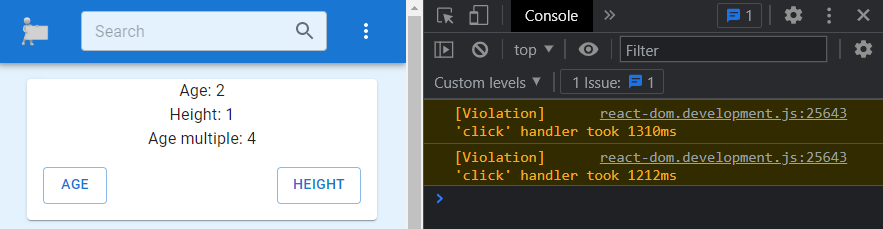 Search
Age: 2
Height: 1
Age multiple: 4
AGE
HEIGHT
Console
»
1
top
Filter
Custom levels
1 Issue: 1
[Violation] react-dom.development.js:25643
'click' handler took 1310ms
[Violation] react-dom.development.js:25643
'click' handler took 1212ms